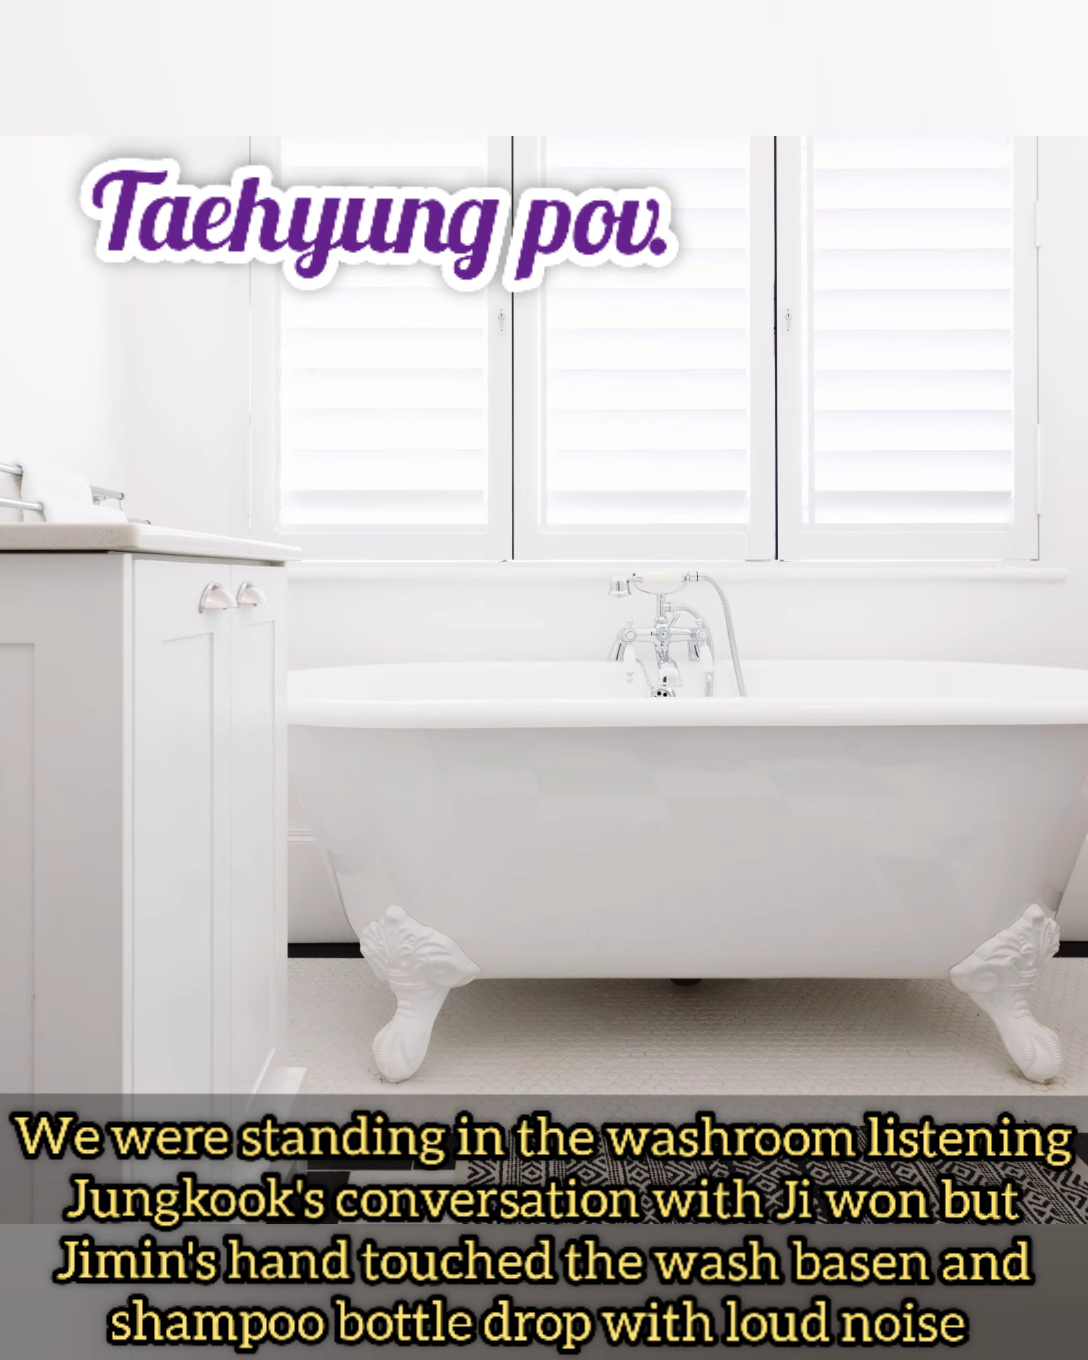 Taehyung pov.
We were standing in the washroom listening
Jungkook's conversation with Ji won but
Jimin's hand touched the wash basen and
shampoo bottle drop with loud noise